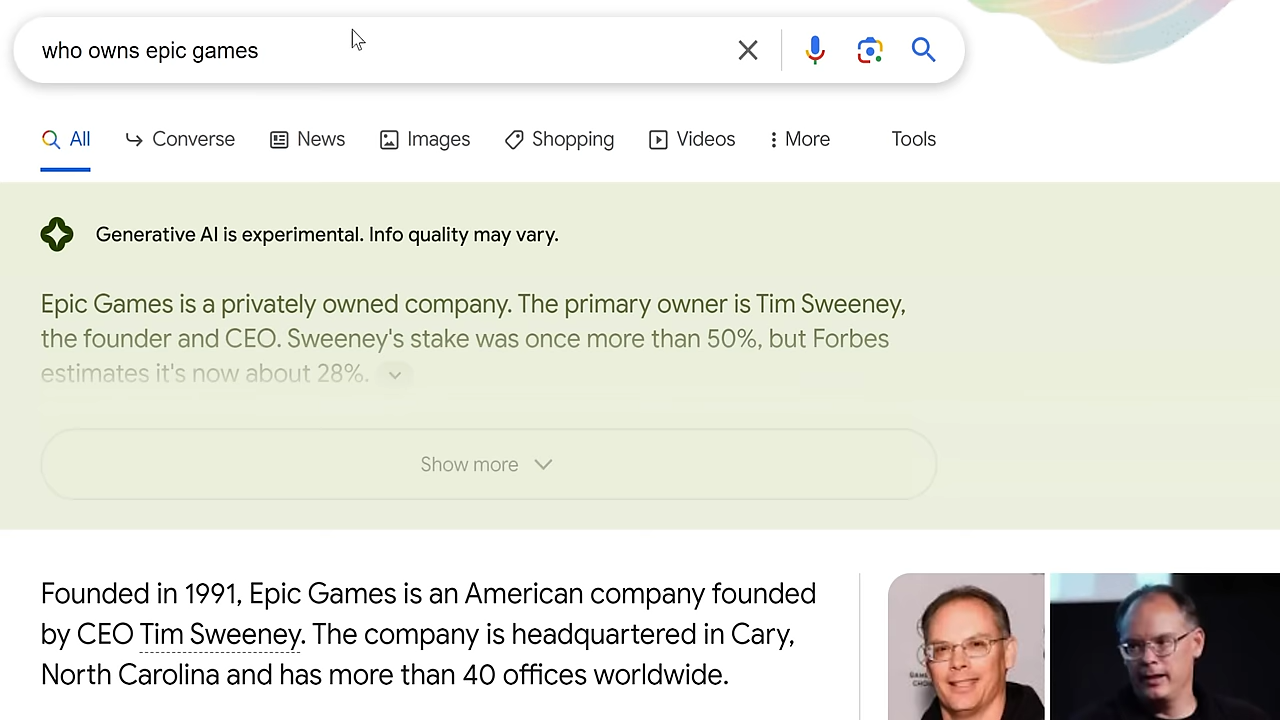 who owns epic games
All Converse News Images Shopping Videos More Tools
Generative AI is experimental. Info quality may vary.
Epic Games is a privately owned company. The primary owner is Tim Sweeney,
the founder and CEO. Sweeney's stake was once more than 50%, but Forbes
estimates it's now about 28%.
Show more
Founded in 1991, Epic Games is an American company founded
by CEO Tim Sweeney. The company is headquartered in Cary,
North Carolina and has more than 40 offices worldwide.